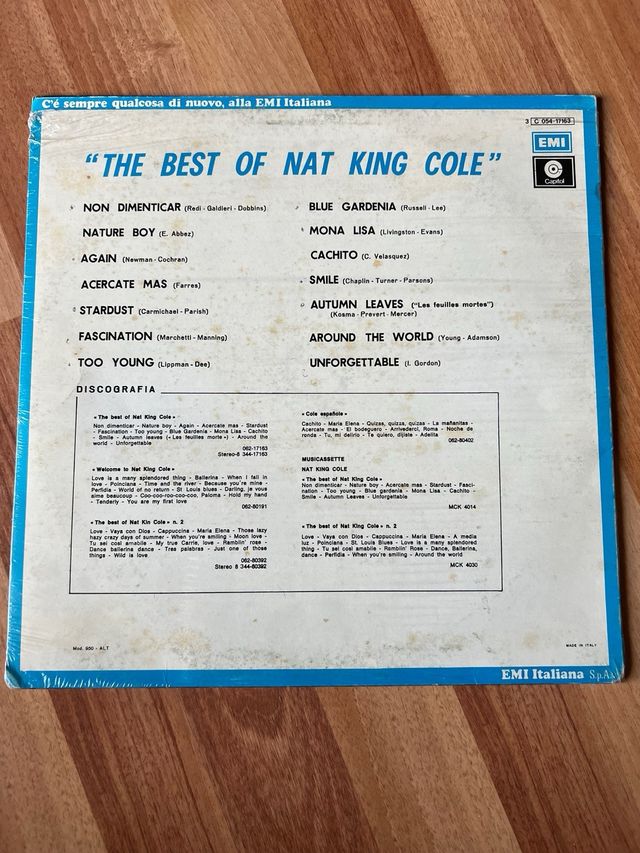 C'é sempre qualcosa di nuovo, alla EMI Italiana
3 C 054-17163
EMI
Capitol
"THE BEST OF NAT KING COLE"
NON DIMENTICAR (Redi - Galdieri - Dobbins)
NATURE BOY (E. Abbez)
AGAIN (Newman - Cochran)
ACERCATE MAS (Farres)
STARDUST (Carmichael - Parish)
FASCINATION (Marchetti - Manning)
TOO YOUNG (Lippman - Dee)
BLUE GARDENIA (Russell - Lee)
MONA LISA (Livingston - Evans)
CACHITO (C. Velasquez)
SMILE (Chaplin - Turner - Parsons)
AUTUMN LEAVES ("Les feuilles mortes")
(Kosma - Prevert - Mercer)
AROUND THE WORLD (Young - Adamson)
UNFORGETTABLE (I. Gordon)
DISCOGRAFIA
« The best of Nat King Cole »
Non dimenticar - Nature boy - Again - Acercate mas - Stardust
- Fascination - Too young - Blue Gardenia - Mona Lisa - Cachito
- Smile - Autumn leaves (« Les feuilles morte ») - Around the
world - Unforgettable
062-17163
Stereo-8 344-17163
« Welcome to Nat King Cole »
Love is a many splendored thing - Ballerina - When I fall in
love - Poinciana - Time and the river - Because you're mine -
Perfidia - World of no return - St. Louis blues - Darling, je vous
aime beaucoup - Coo-coo-roo-coo-coo, Paloma - Hold my hand
- Tenderly - You are my first love
062-80191
« The best of Nat Kin Cole » n. 2
Love - Vaya con Dios - Cappuccina - Maria Elena - Those lazy
hazy crazy days of summer - When you're smiling - Moon love -
Tu sei così amabile - My true Carrie, love - Ramblin' rose -
Dance ballerina dance - Tres palabras - Just one of those
things - Wild is love
062-80392
Stereo 8 344-80392
« Cole español »
Cachito - Maria Elena - Quizas, quizas, quizas - La mañanitas -
Acercate mas - El bodeguero - Arrivederci, Roma - Noche de
ronda - Tu, mi delirio - Te quiero, dijiste - Adelita
062-80402
MUSICASSETTE
NAT KING COLE
« The best of Nat King Cole »
Non dimenticar - Nature boy - Acercate mas - Stardust - Fasci-
nation - Too young - Blue gardenia - Mona Lisa - Cachito -
Smile - Autumn Leaves - Unforgettable
MCK 4014
« The best of Nat King Cole » n. 2
Love - Vaya con Dios - Cappuccina - Maria Elena - A media
luz - Poinciana - St. Louis Blues - Love is a many splendored
thing - Tu sei così amabile - Ramblin' Rose - Dance, Ballerina,
dance - Perfidia - When you're smiling - Around the world
MCK 4030
Mod. 950 - ALT
MADE IN ITALY
EMI Italiana S.p.A.